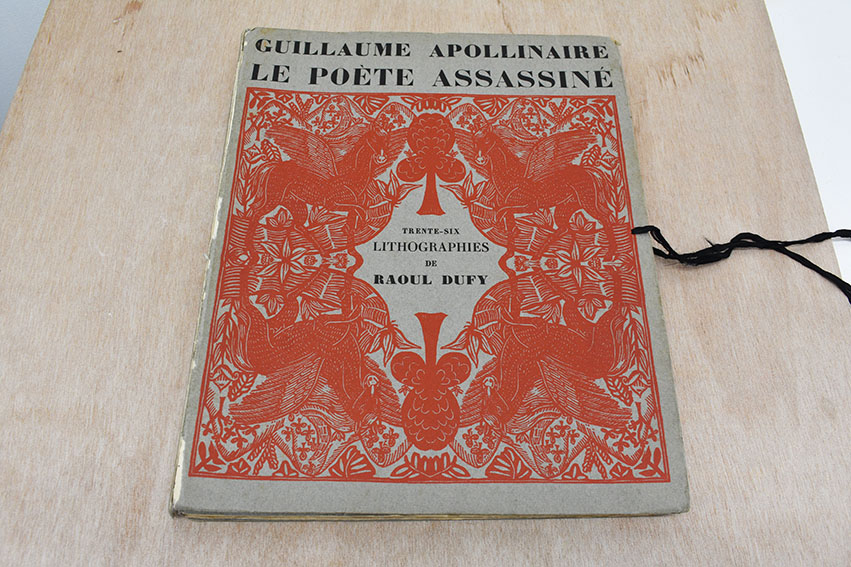 GUILLAUME APOLLINAIRE
LE POÈTE ASSASSINÉ
TRENTE-SIX
LITHOGRAPHIES
DE
RAOUL DUFY